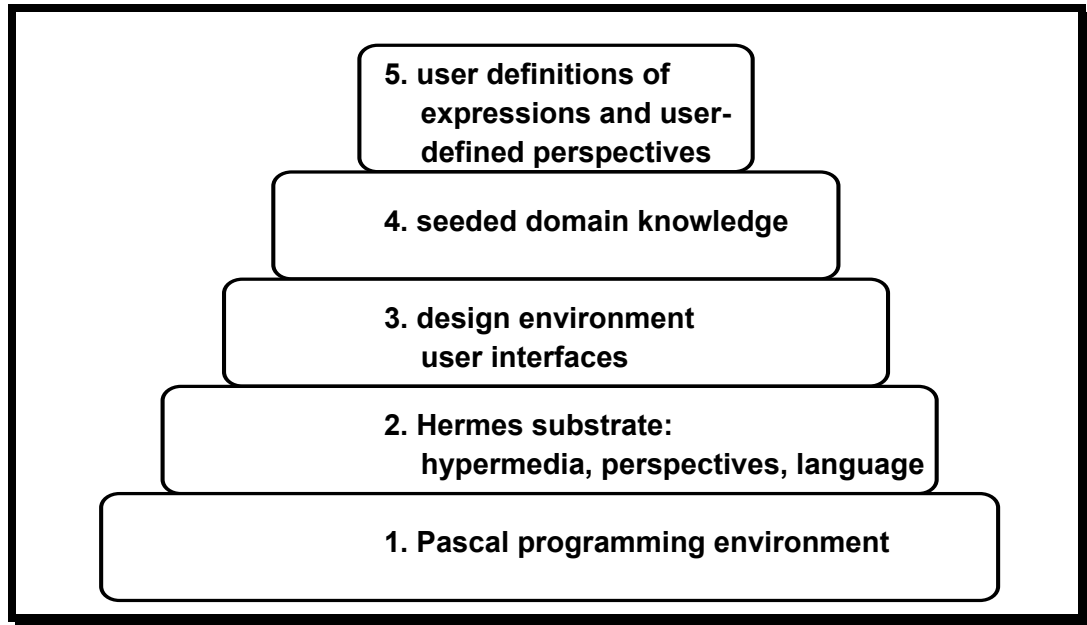 5. user definitions of
expressions and user-
defined perspectives
4. seeded domain knowledge
3. design environment
user interfaces
2. Hermes substrate:
hypermedia, perspectives, language
1. Pascal programming environment